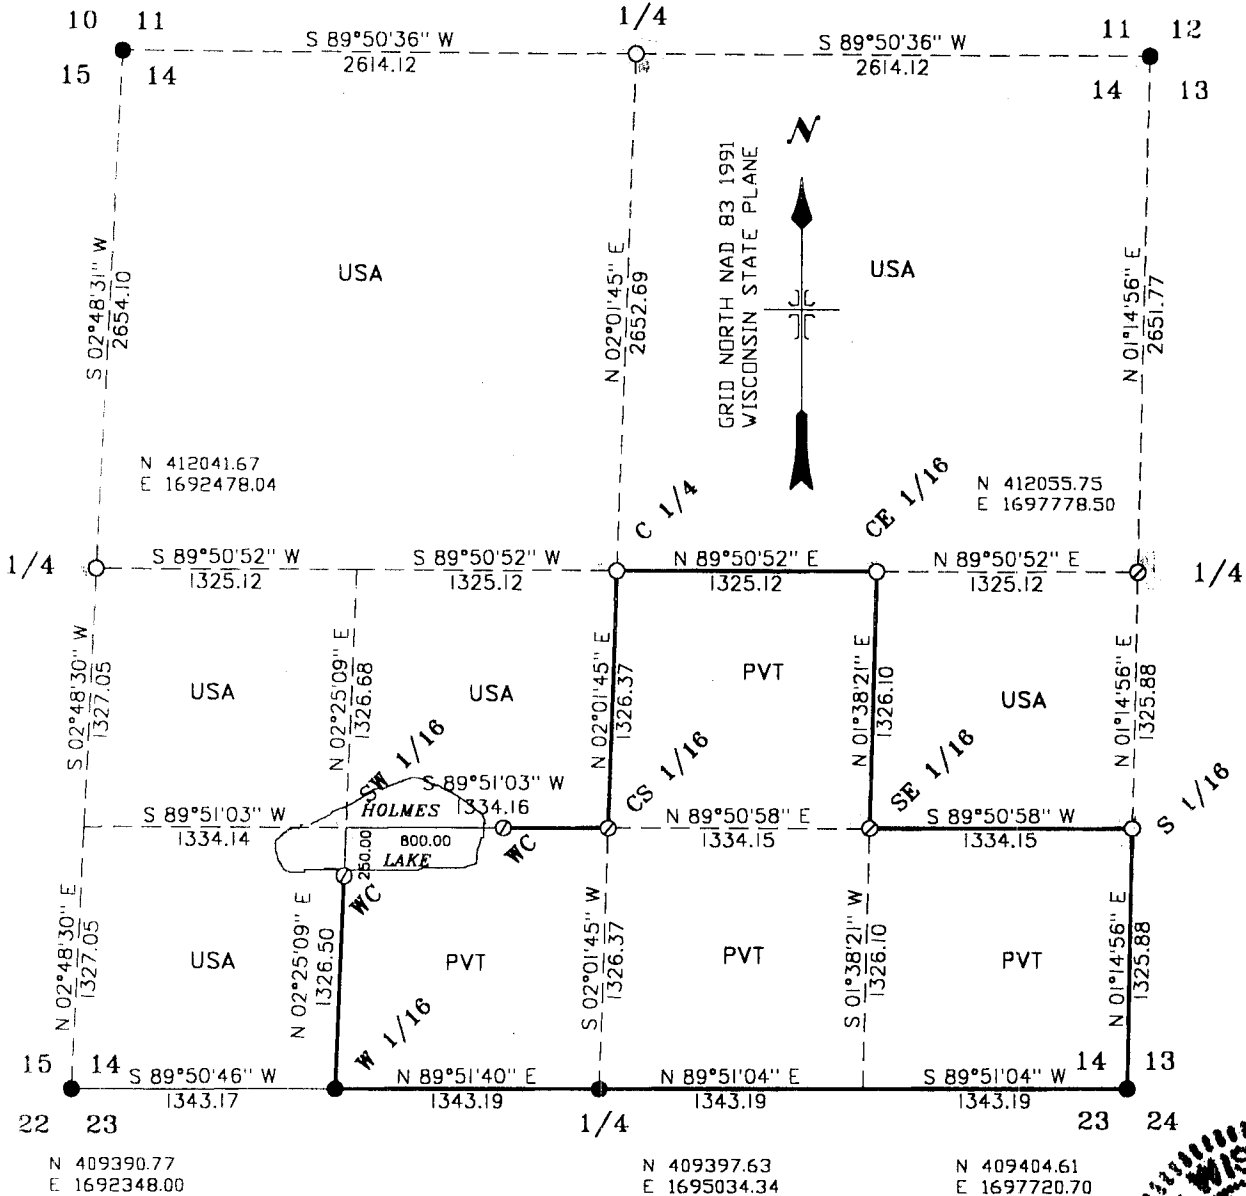 10 11
1/4
11 12
S 89°50'36" W
2614.12
S 89°50'36" W
2614.12
15 14
14 13
N
GRID NORTH NAD 83 1991
WISCONSIN STATE PLANE
S 02°48'31" W
2654.10
USA
N 02°01'45" E
2652.69
USA
N 01°14'56" E
2651.77
N 412041.67
E 1692478.04
C 1/4
CE 1/16
N 412055.75
E 1697778.50
1/4
S 89°50'52" W
1325.12
S 89°50'52" W
1325.12
N 89°50'52" E
1325.12
N 89°50'52" E
1325.12
1/4
S 02°48'30" W
1327.05
USA
N 02°25'09" E
1326.68
USA
N 02°01'45" E
1326.37
PVT
N 01°38'21" E
1326.10
USA
N 01°14'56" E
1325.88
SW 1/16
CS 1/16
SE 1/16
S 1/16
S 89°51'03" W
1334.14
HOLMES
LAKE
S 89°51'03" W
1334.16
800.00
250.00
WC
WC
N 89°50'58" E
1334.15
S 89°50'58" W
1334.15
N 02°48'30" E
1327.05
USA
N 02°25'09" E
1326.50
PVT
S 02°01'45" W
1326.37
PVT
S 01°38'21" W
1326.10
PVT
N 01°14'56" E
1325.88
W 1/16
15 14
14 13
S 89°50'46" W
1343.17
N 89°51'40" E
1343.19
N 89°51'04" E
1343.19
S 89°51'04" W
1343.19
22 23
1/4
23 24
N 409390.77
E 1692348.00
N 409397.63
E 1695034.34
N 409404.61
E 1697720.70